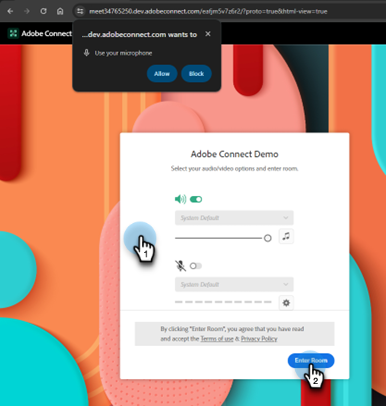 meet34765250.dev.adobeconnect.com/eafjm5v7z6r2/?proto=true&html-view=true
Adobe Connect
...dev.adobeconnect.com wants to
Use your microphone
Allow Block
Adobe Connect Demo
Select your audio/video options and enter room.
System Default
1
System Default
By clicking "Enter Room", you agree that you have read
and accept the Terms of use & Privacy Policy
Enter Room
2